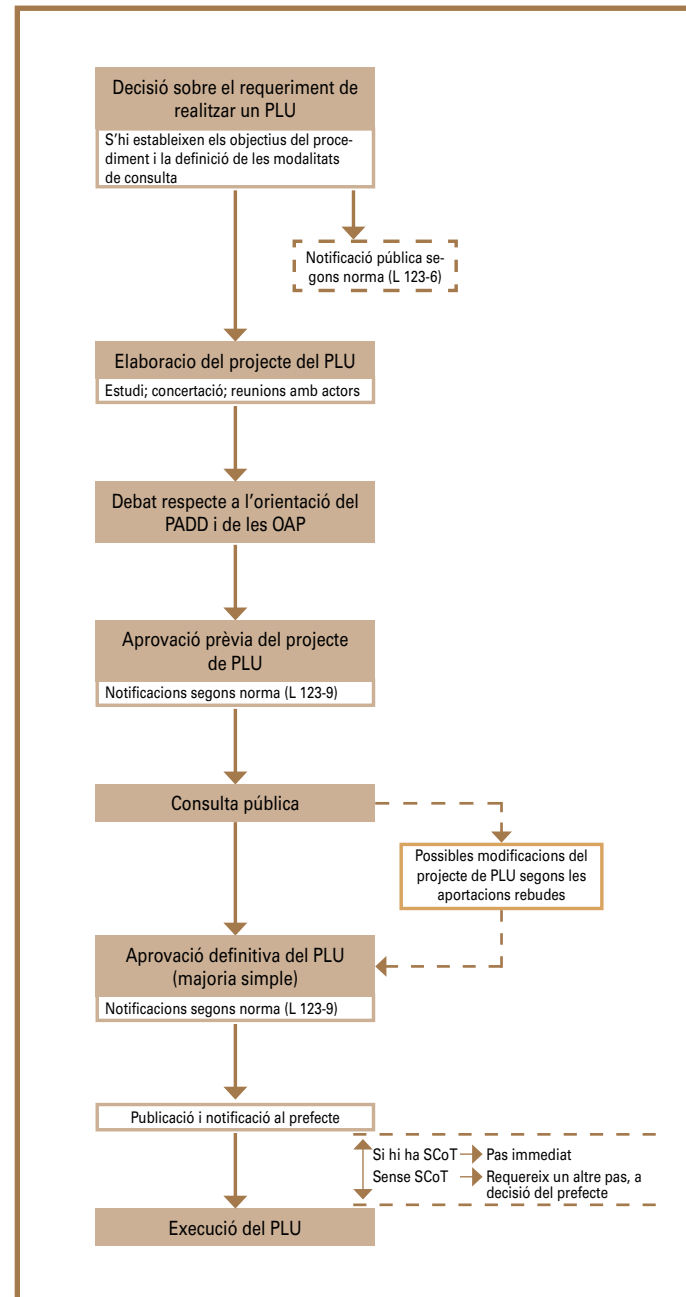 Decisió sobre el requeriment de
realitzar un PLU
S'hi estableixen els objectius del proce-
diment i la definició de les modalitats
de consulta
Notificació pública se-
gons norma (L 123-6)
Elaboracio del projecte del PLU
Estudi; concertació; reunions amb actors
Debat respecte a l'orientació del
PADD i de les OAP
Aprovació prèvia del projecte
de PLU
Notificacions segons norma (L 123-9)
Consulta pública
Possibles modificacions del
projecte de PLU segons les
aportacions rebudes
Aprovació definitiva del PLU
(majoria simple)
Notificacions segons norma (L 123-9)
Publicació i notificació al prefecte
Si hi ha SCoT Pas immediat
Sense SCoT Requereix un altre pas, a
decisió del prefecte
Execució del PLU